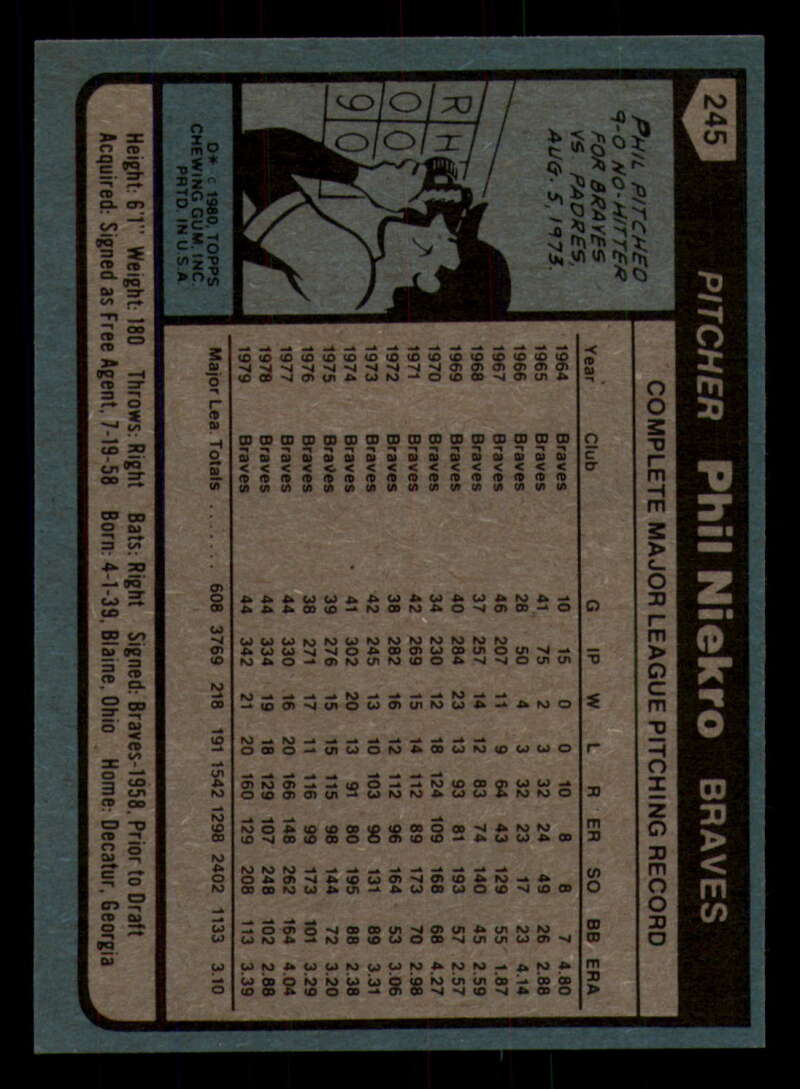 245
PITCHER Phil Niekro BRAVES
PHIL PITCHED
9-0 NO-HITTER
FOR BRAVES
VS. PADRES,
AUG. 5, 1973.
R H
0 0
9 0
D* © 1980 TOPPS
CHEWING GUM, INC.
PRTD. IN U.S.A.
COMPLETE MAJOR LEAGUE PITCHING RECORD
Year Club G IP W L R ER SO BB ERA
1964 Braves 10 15 0 0 10 8 8 7 4.80
1965 Braves 41 75 2 3 32 24 49 26 2.88
1966 Braves 28 50 4 3 32 23 17 23 4.14
1967 Braves 46 207 11 9 64 43 129 55 1.87
1968 Braves 37 257 14 12 83 74 140 45 2.59
1969 Braves 40 284 23 13 93 81 193 57 2.57
1970 Braves 34 230 12 18 124 109 168 68 4.27
1971 Braves 42 269 15 14 112 89 173 70 2.98
1972 Braves 38 282 16 12 112 96 164 53 3.06
1973 Braves 42 245 13 10 103 90 131 89 3.31
1974 Braves 41 302 20 13 91 80 195 88 2.38
1975 Braves 39 276 15 15 115 98 144 72 3.20
1976 Braves 38 271 17 11 116 99 173 101 3.29
1977 Braves 44 330 16 20 166 148 262 164 4.04
1978 Braves 44 334 19 18 129 107 248 102 2.88
1979 Braves 44 342 21 20 160 129 208 113 3.39
Major Lea Totals ....... 608 3769 218 191 1542 1298 2402 1133 3.10
Height: 6'1" Weight: 180 Throws: Right Bats: Right Signed: Braves-1958, Prior to Draft
Acquired: Signed as Free Agent, 7-19-58 Born: 4-1-39, Blaine, Ohio Home: Decatur, Georgia